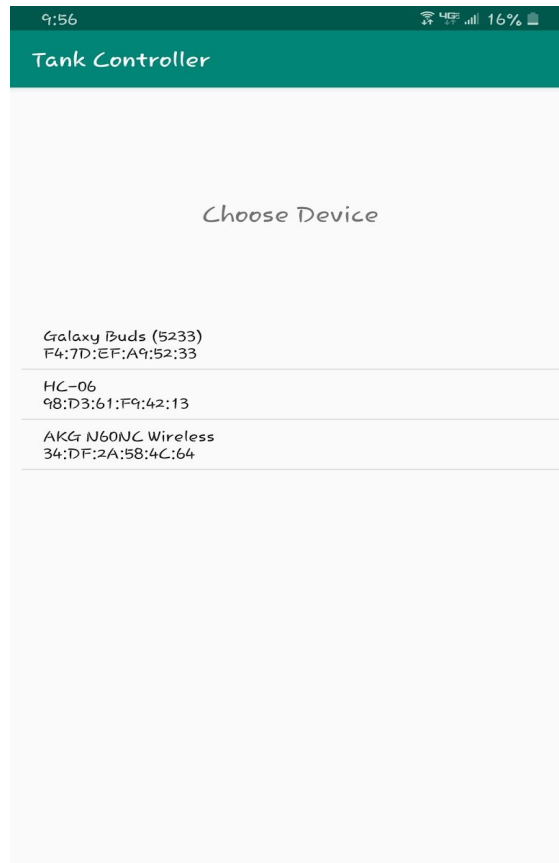 9:56 4GE 16%
Tank Controller
Choose Device
Galaxy Buds (5233)
F4:7D:EF:A9:52:33
HC-06
98:D3:61:F9:42:13
AKG N60NC Wireless
34:DF:2A:58:4C:64